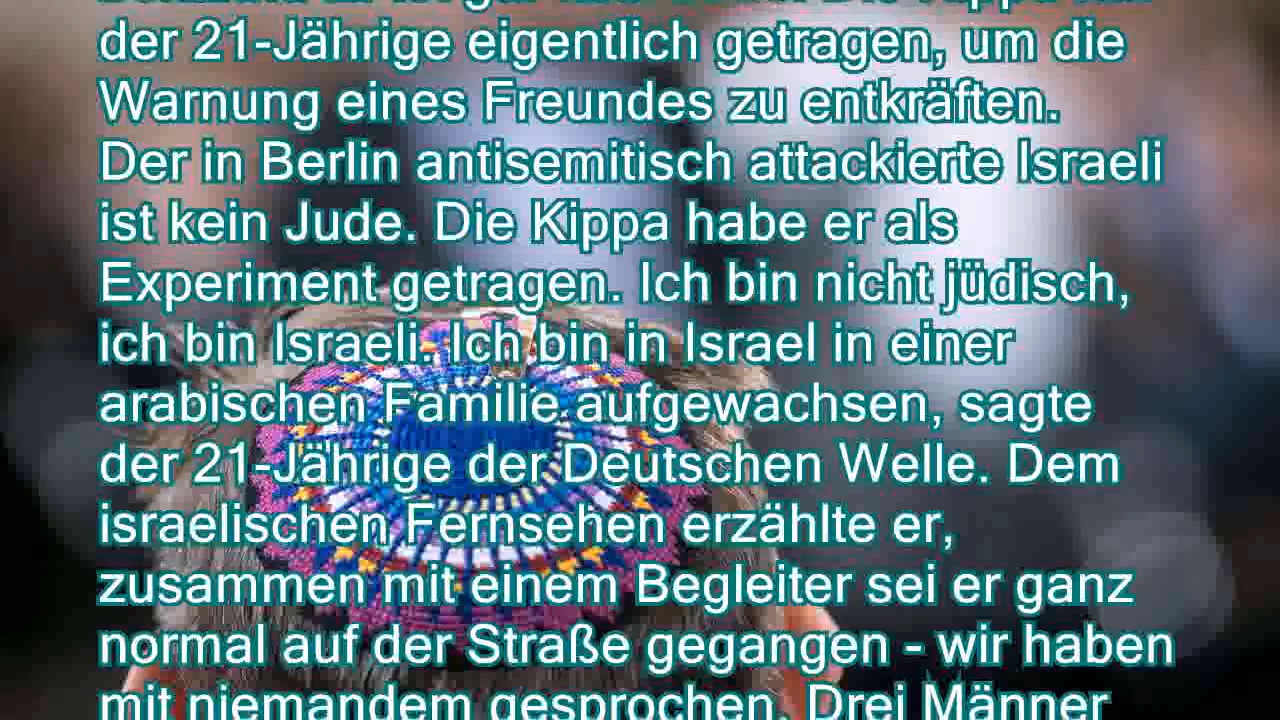 der 21-Jährige eigentlich getragen, um die
Warnung eines Freundes zu entkräften.
Der in Berlin antisemitisch attackierte Israeli
ist kein Jude. Die Kippa habe er als
Experiment getragen. Ich bin nicht jüdisch,
ich bin Israeli. Ich bin in Israel in einer
arabischen Familie aufgewachsen, sagte
der 21-Jährige der Deutschen Welle. Dem
israelischen Fernsehen erzählte er,
zusammen mit einem Begleiter sei er ganz
normal auf der Straße gegangen - wir haben
mit niemandem gesprochen. Drei Männer